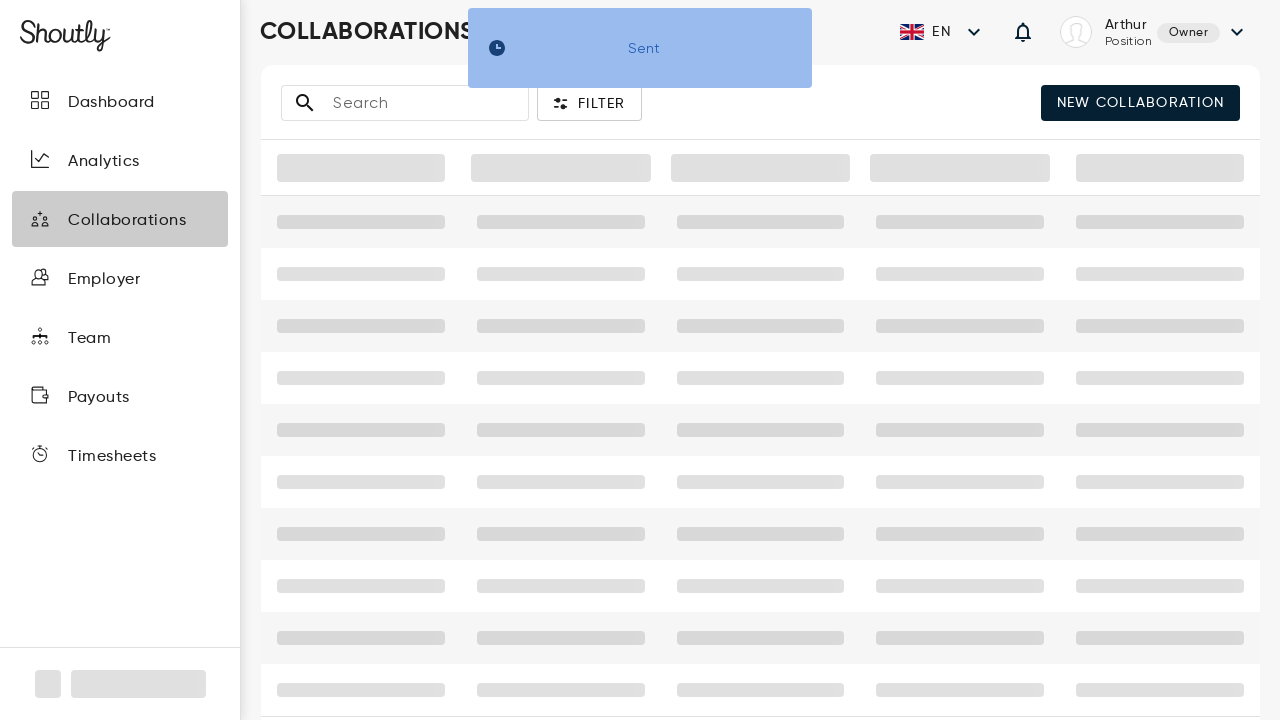 Shoutly
Dashboard
Analytics
Collaborations
Employer
Team
Payouts
Timesheets
COLLABORATIONS
Sent
EN
Arthur
Position
Owner
Search
FILTER
NEW COLLABORATION